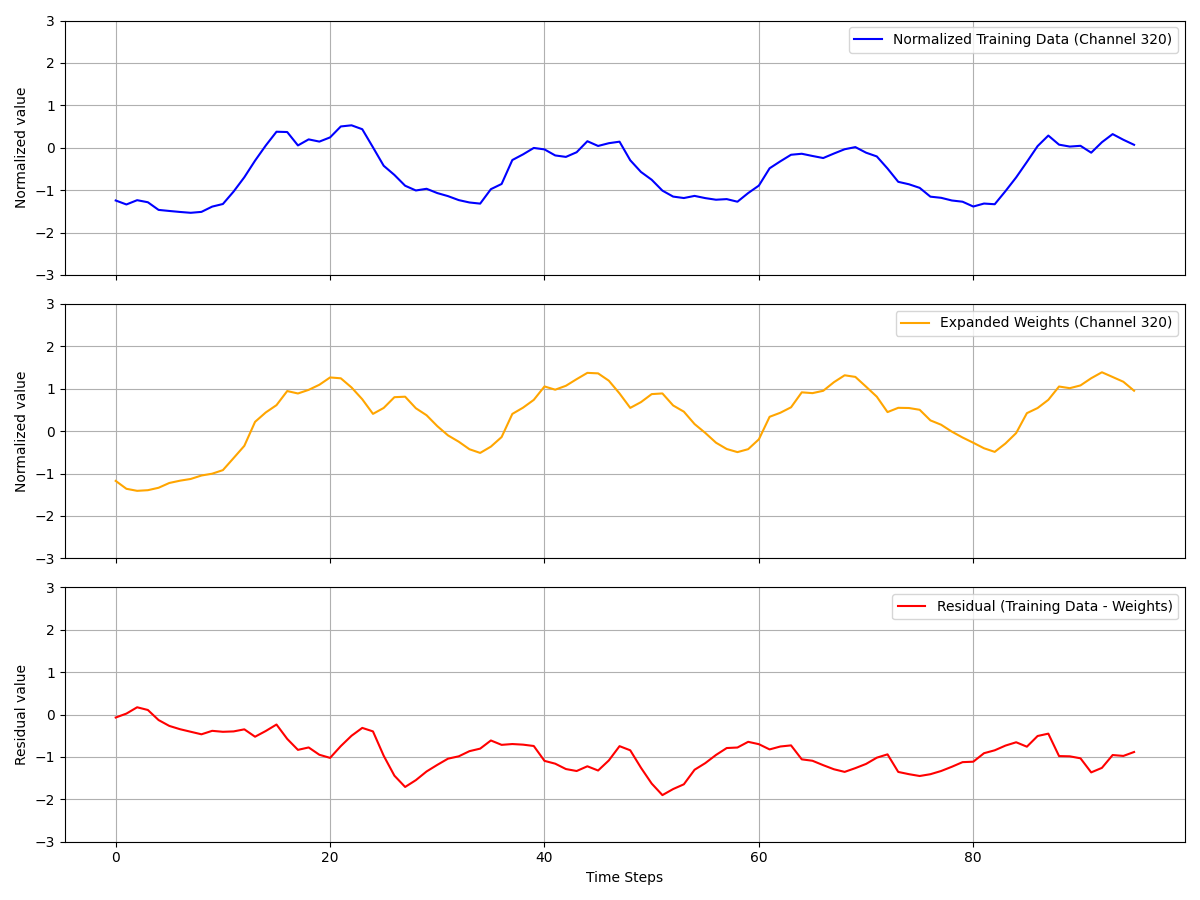 3
2
1
0
−1
−2
−3
Normalized value
Normalized Training Data (Channel 320)
3
2
1
0
−1
−2
−3
Normalized value
Expanded Weights (Channel 320)
3
2
1
0
−1
−2
−3
Residual value
Residual (Training Data - Weights)
0 20 40 60 80
Time Steps